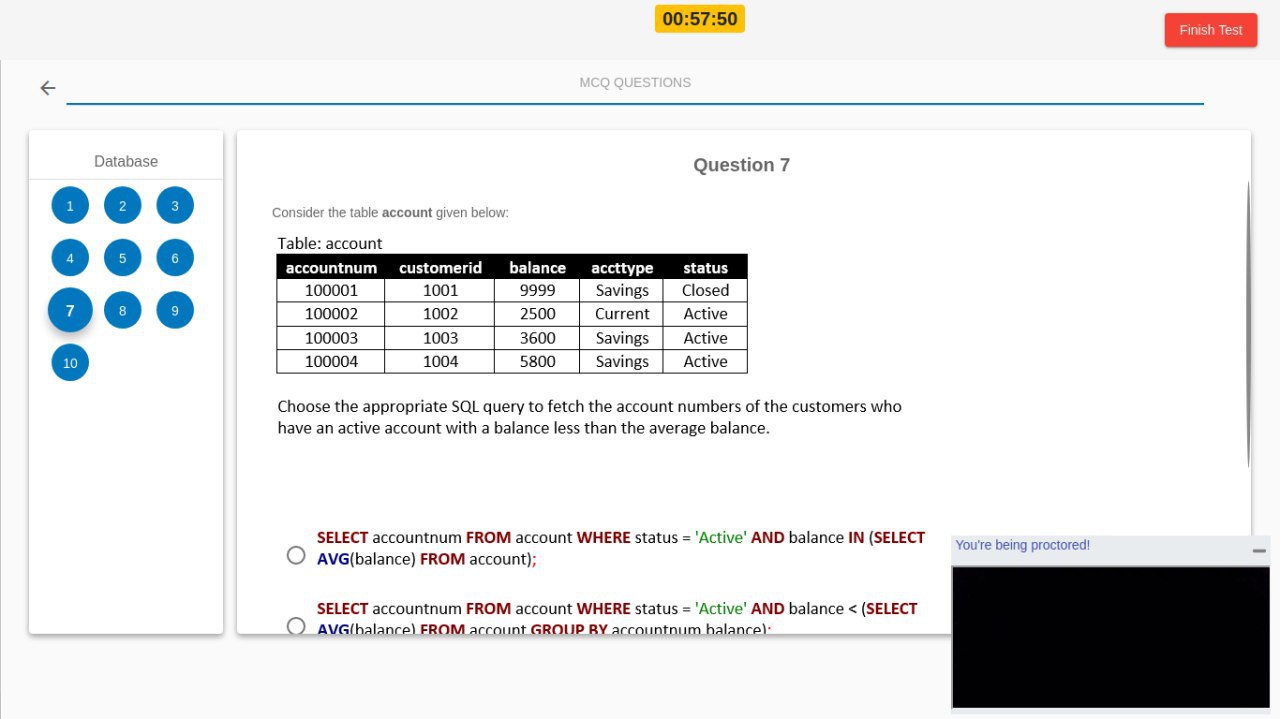 00:57:50
Finish Test
MCQ QUESTIONS
Database
1 2 3
4 5 6
7 8 9
10
Question 7
Consider the table account given below:
Table: account
accountnum customerid balance accttype status
100001 1001 9999 Savings Closed
100002 1002 2500 Current Active
100003 1003 3600 Savings Active
100004 1004 5800 Savings Active
Choose the appropriate SQL query to fetch the account numbers of the customers who
have an active account with a balance less than the average balance.
SELECT accountnum FROM account WHERE status = 'Active' AND balance IN (SELECT
AVG(balance) FROM account);
SELECT accountnum FROM account WHERE status = 'Active' AND balance < (SELECT
AVG(balance) FROM account GROUP BY accountnum balance);
You're being proctored!